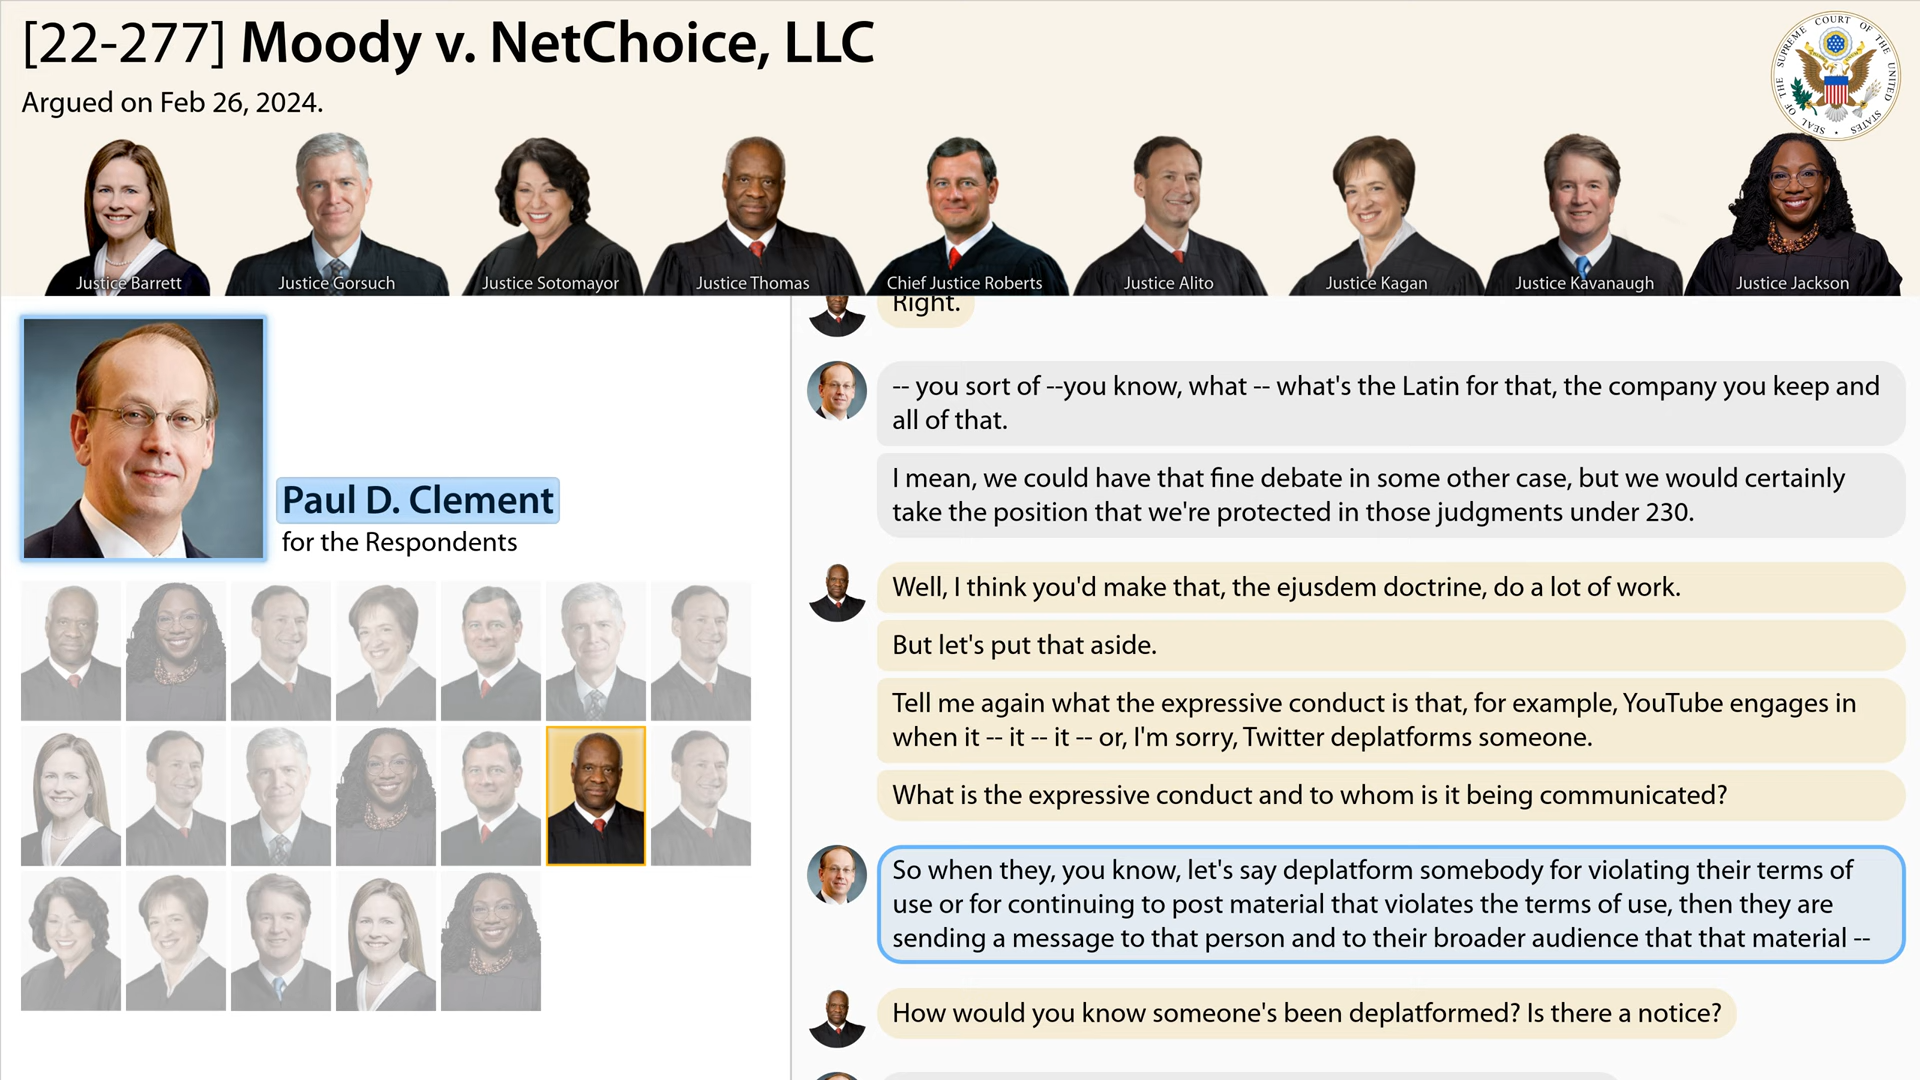 [22-277] Moody v. NetChoice, LLC
Argued on Feb 26, 2024.
SEAL OF THE SUPREME COURT OF THE UNITED STATES
Justice Barrett
Justice Gorsuch
Justice Sotomayor
Justice Thomas
Chief Justice Roberts
Justice Alito
Justice Kagan
Justice Kavanaugh
Justice Jackson
Paul D. Clement
for the Respondents
Right.
-- you sort of --you know, what -- what's the Latin for that, the company you keep and
all of that.
I mean, we could have that fine debate in some other case, but we would certainly
take the position that we're protected in those judgments under 230.
Well, I think you'd make that, the ejusdem doctrine, do a lot of work.
But let's put that aside.
Tell me again what the expressive conduct is that, for example, YouTube engages in
when it -- it -- it -- or, I'm sorry, Twitter deplatforms someone.
What is the expressive conduct and to whom is it being communicated?
So when they, you know, let's say deplatform somebody for violating their terms of
use or for continuing to post material that violates the terms of use, then they are
sending a message to that person and to their broader audience that that material --
How would you know someone's been deplatformed? Is there a notice?